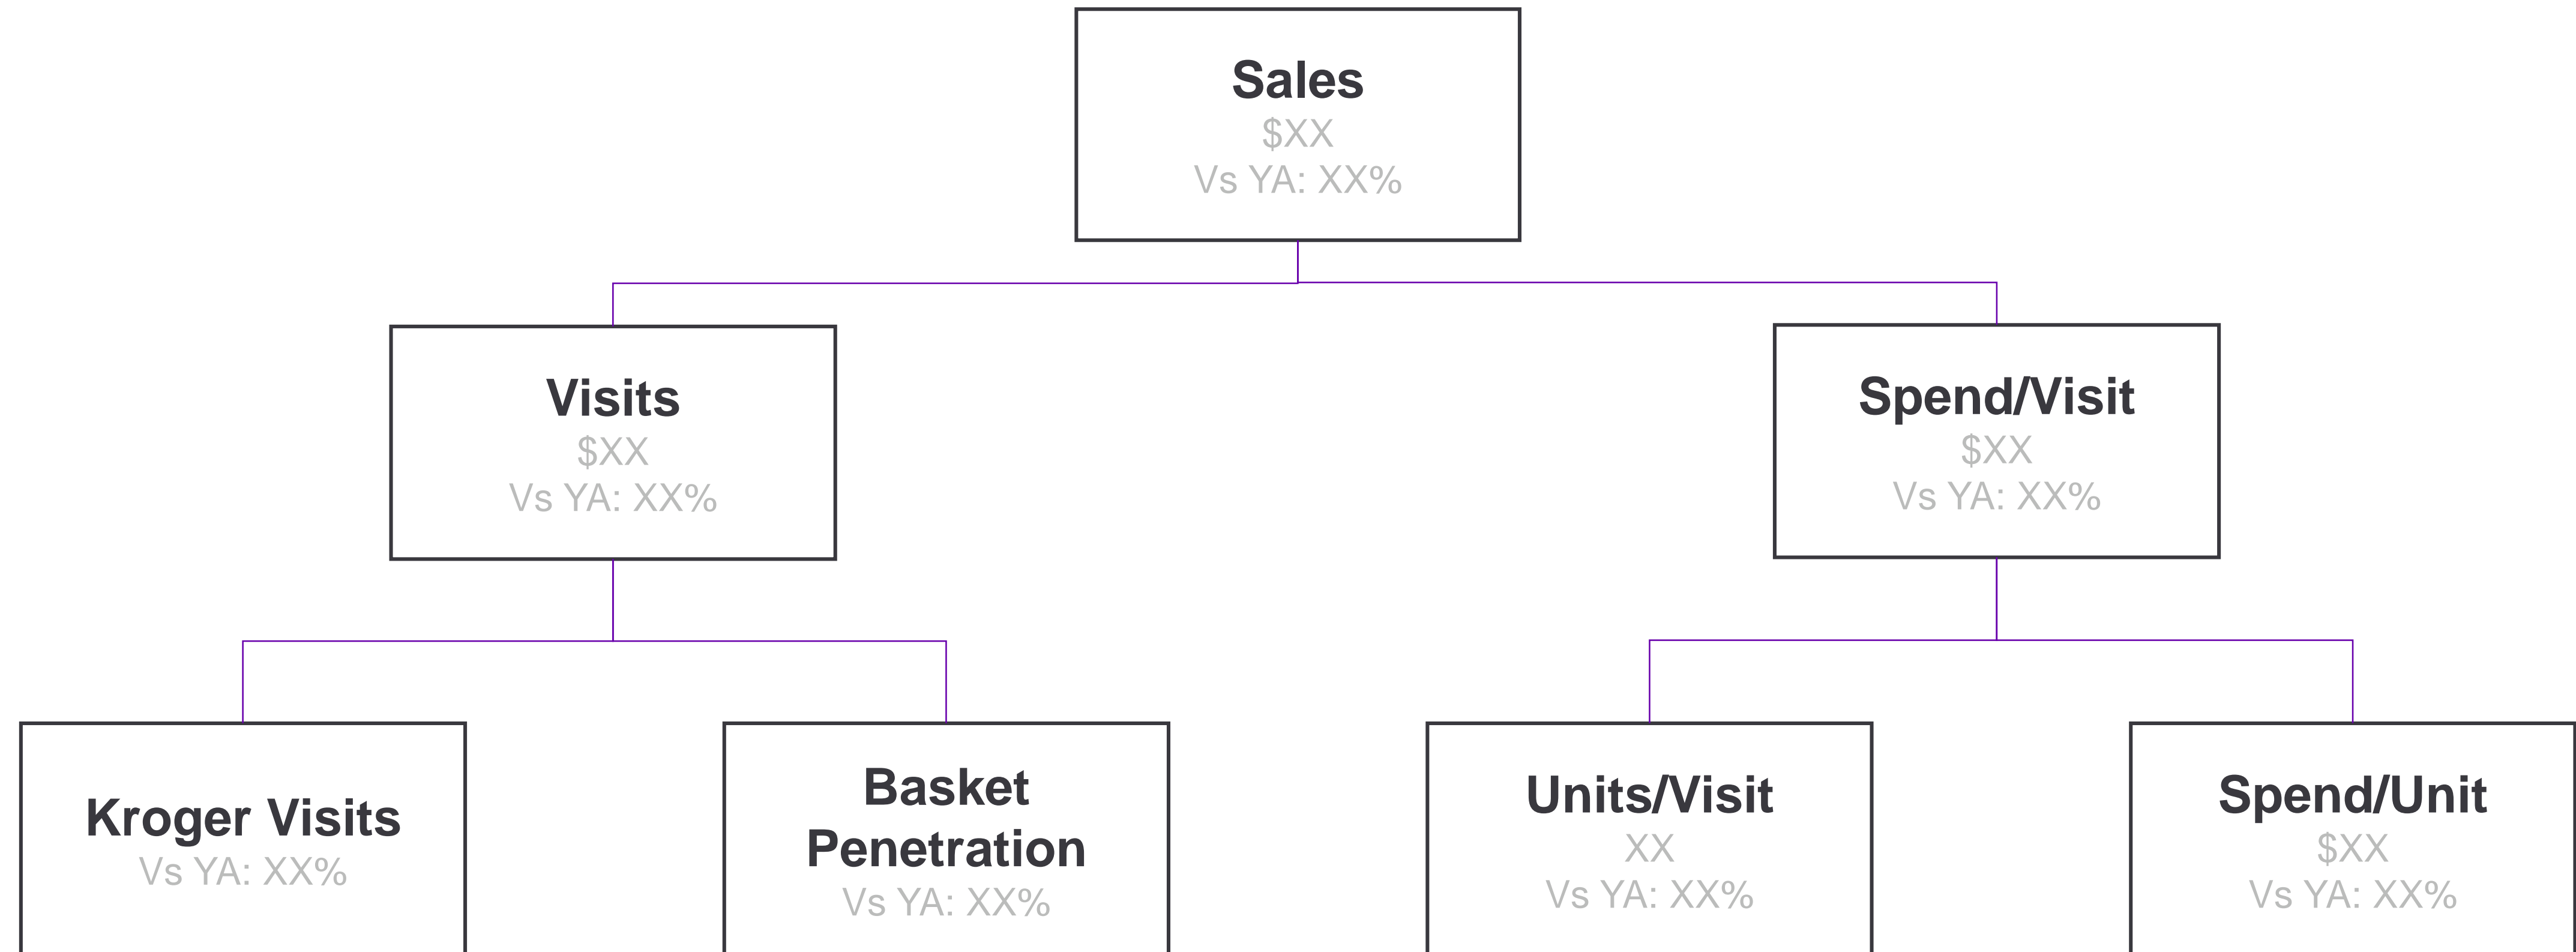 Sales
$XX
Vs YA: XX%
Visits
$XX
Vs YA: XX%
Spend/Visit
$XX
Vs YA: XX%
Kroger Visits
Vs YA: XX%
Basket
Penetration
Vs YA: XX%
Units/Visit
XX
Vs YA: XX%
Spend/Unit
$XX
Vs YA: XX%